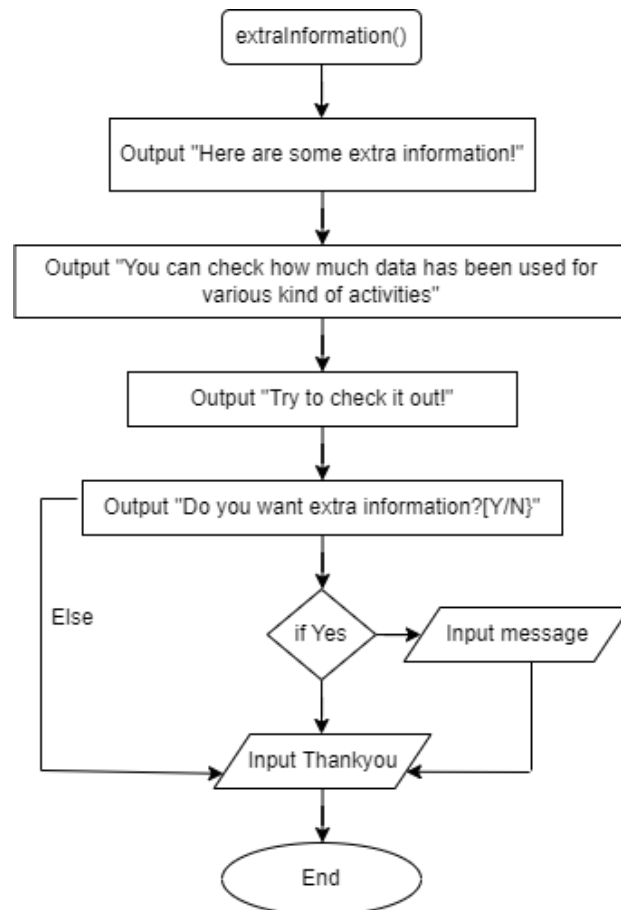 extraInformation()
Output "Here are some extra information!"
Output "You can check how much data has been used for
various kind of activities"
Output "Try to check it out!"
Output "Do you want extra information?[Y/N}"
Else
if Yes
Input message
Input Thankyou
End